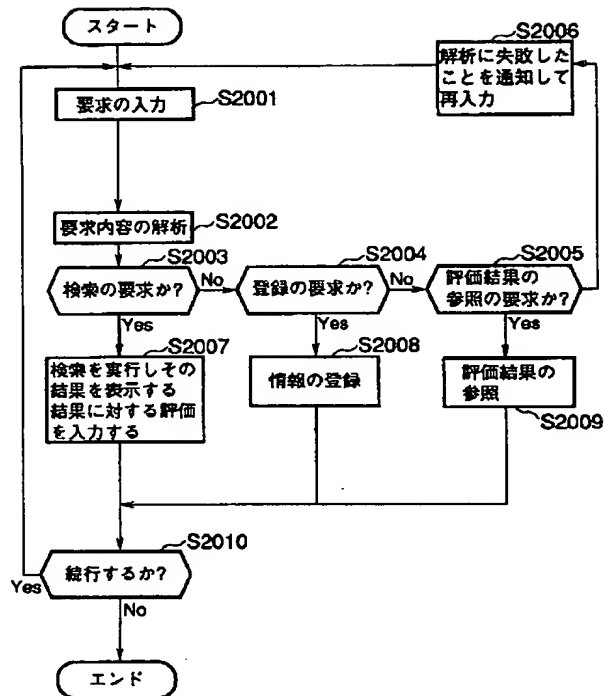 スタート
S2006
解析に失敗した
ことを通知して
再入力
要求の入力
S2001
要求内容の解析
S2002
S2003
検索の要求か?
No
Yes
S2004
登録の要求か?
No
Yes
S2005
評価結果の
参照の要求か?
Yes
S2007
検索を実行しその
結果を表示する
結果に対する評価
を入力する
S2008
情報の登録
評価結果の
参照
S2009
S2010
続行するか?
Yes
No
エンド